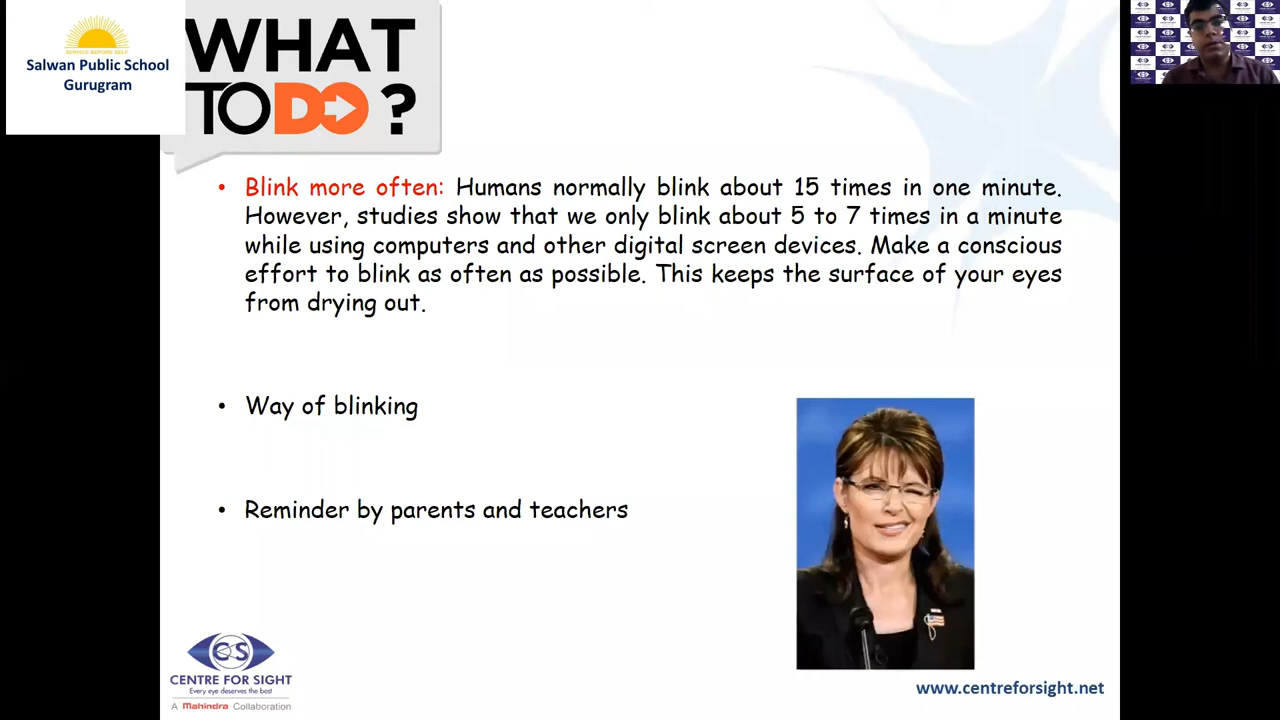 SERVICE BEFORE SELF
Salwan Public School
Gurugram
WHAT
TO DO ?
• Blink more often: Humans normally blink about 15 times in one minute.
However, studies show that we only blink about 5 to 7 times in a minute
while using computers and other digital screen devices. Make a conscious
effort to blink as often as possible. This keeps the surface of your eyes
from drying out.
• Way of blinking
• Reminder by parents and teachers
CFS
CENTRE FOR SIGHT
Every eye deserves the best
A Mahindra Collaboration
www.centreforsight.net